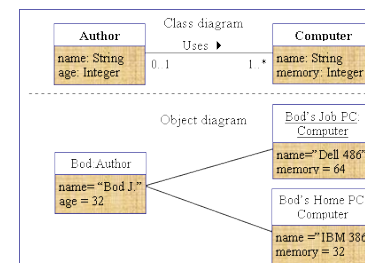 Class diagram
Author
Uses
Computer
name: String
age: Integer
0..1
1..*
name: String
memory: Integer
Object diagram
Bod's Job PC:
Computer
name="Dell 486"
memory = 64
Bod:Author
name= “Bod J.”
age = 32
Bod's Home PC
Computer
name ="IBM 386
memory = 32